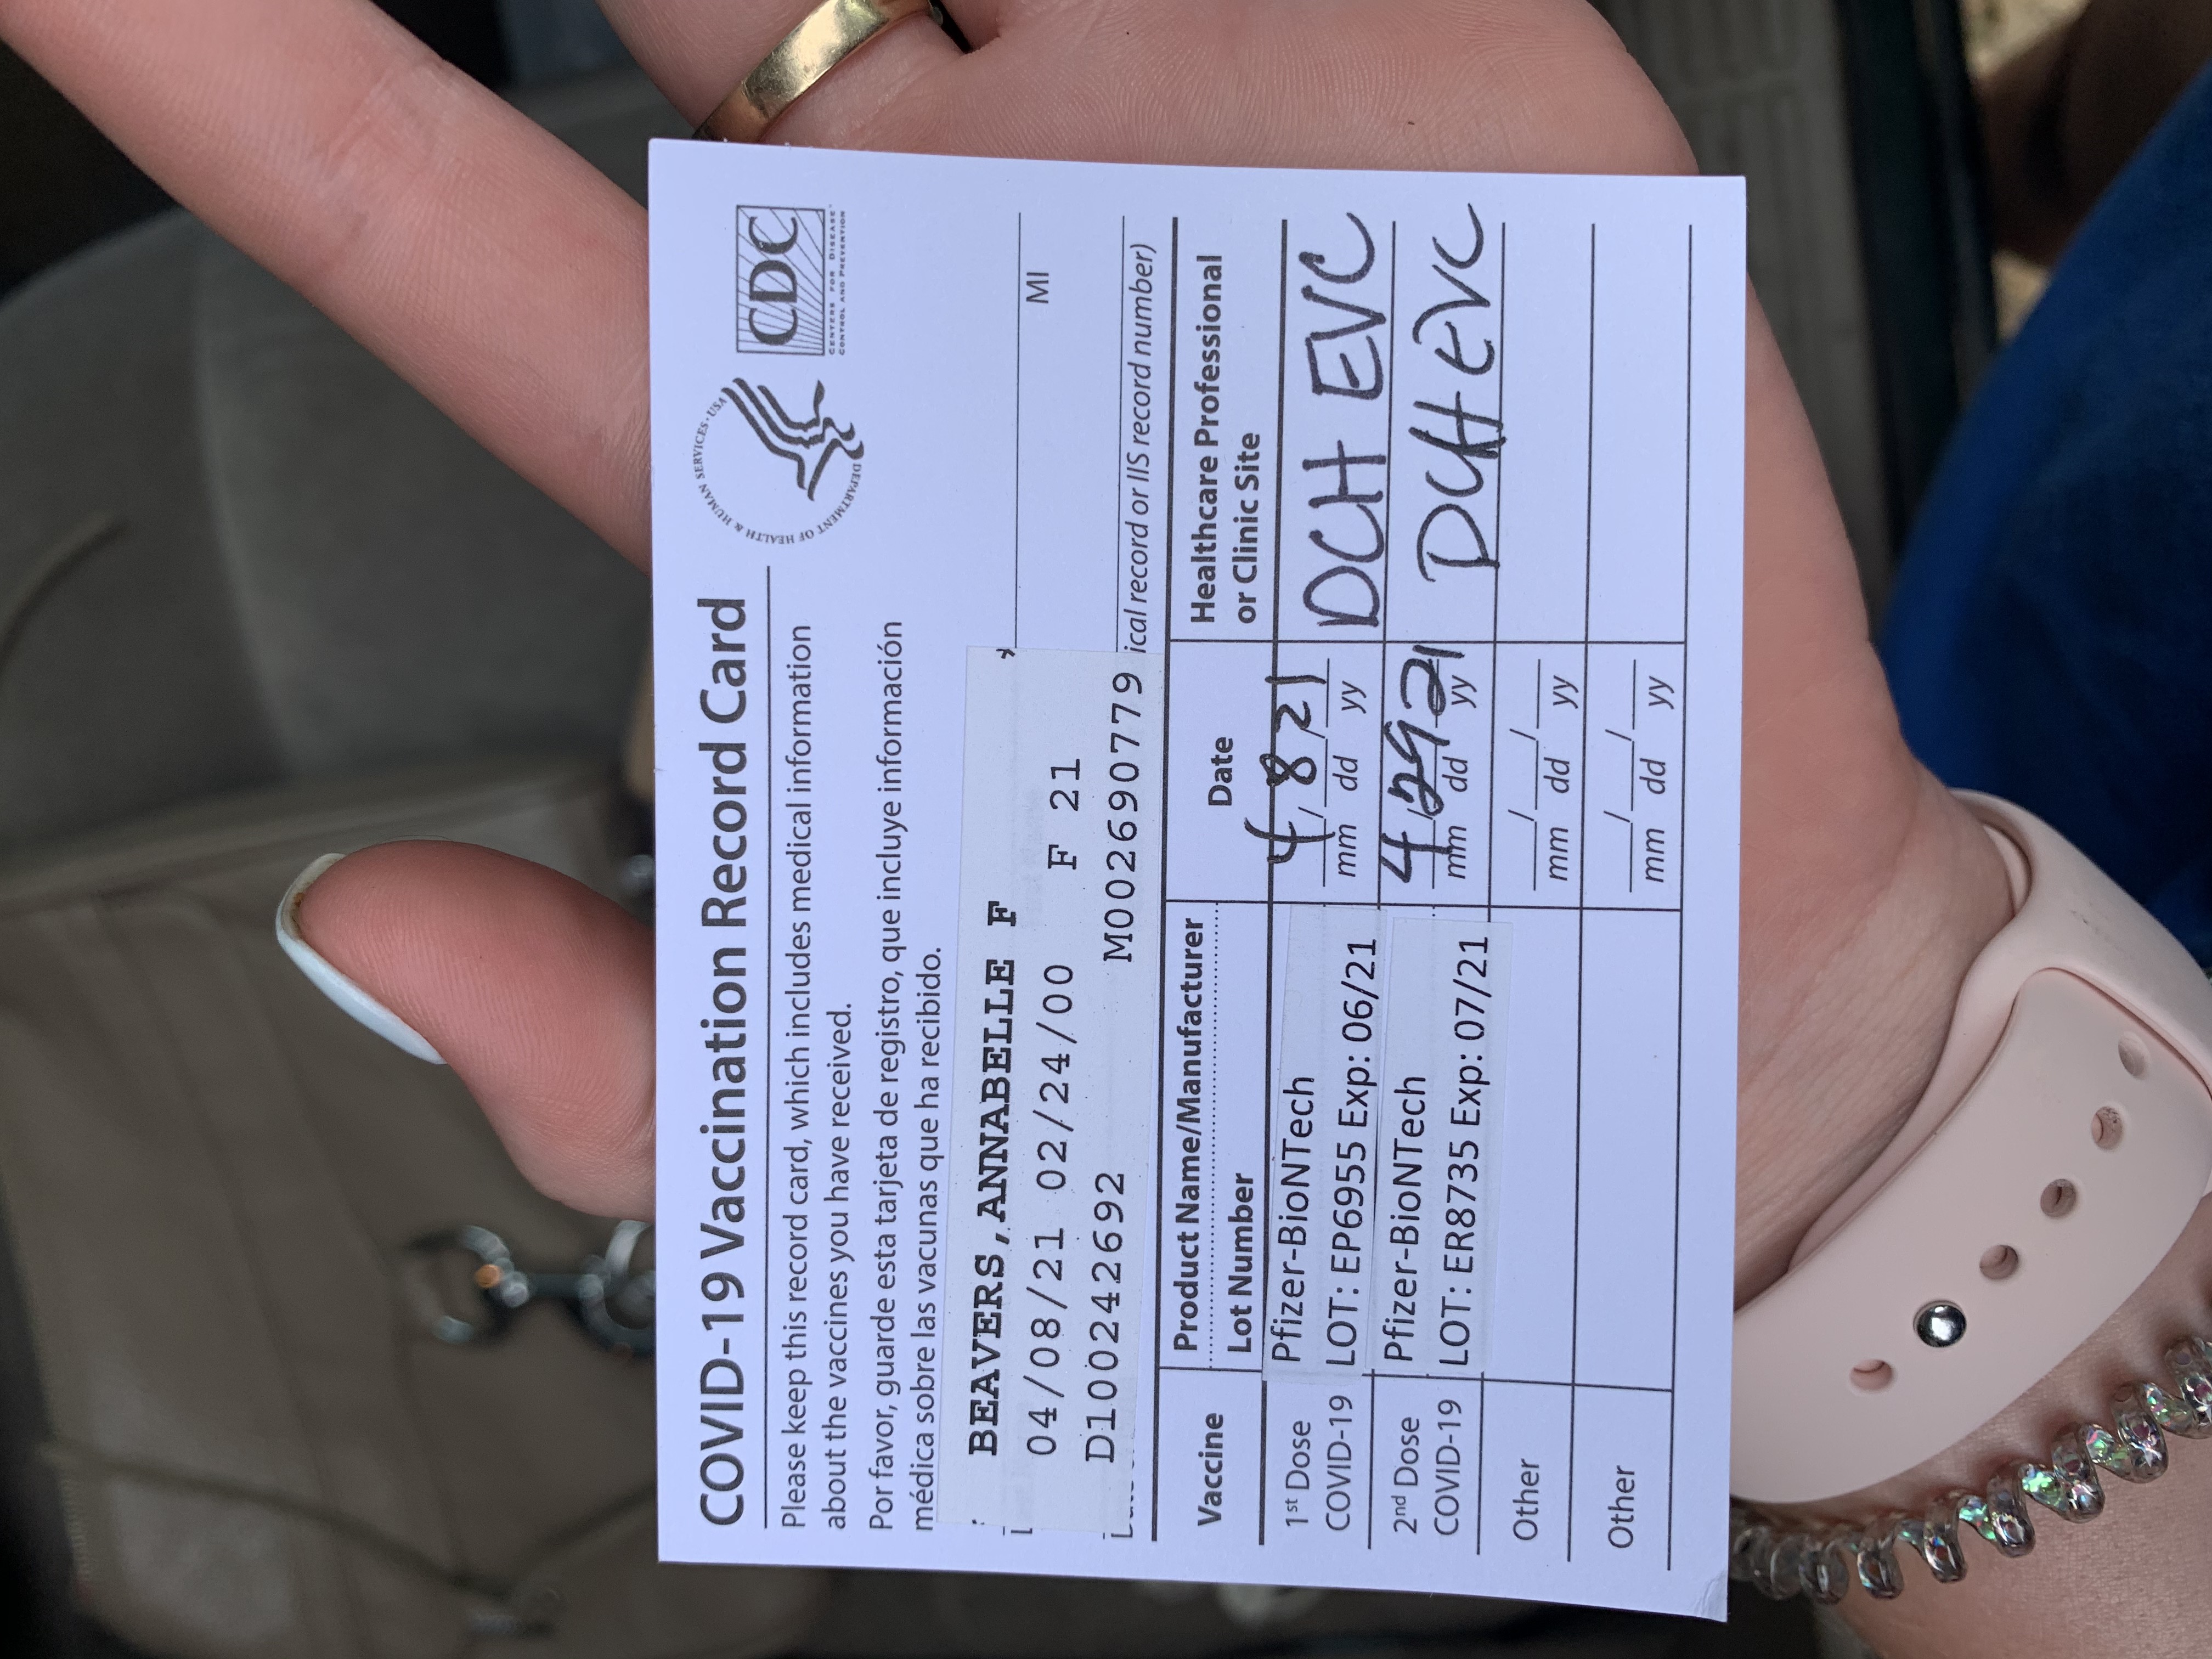 COVID-19 Vaccination Record Card
DEPARTMENT OF HEALTH & HUMAN SERVICES · USA
CDC
CENTERS FOR DISEASE
CONTROL AND PREVENTION
Please keep this record card, which includes medical information
about the vaccines you have received.
Por favor, guarde esta tarjeta de registro, que incluye información
médica sobre las vacunas que ha recibido.
BEAVERS,ANNABELLE F ,
MI
04/08/21 02/24/00 F 21
D100242692 M002690779
ical record or IIS record number)
Vaccine
Product Name/Manufacturer
Lot Number
Date
Healthcare Professional
or Clinic Site
1st Dose
COVID-19
Pfizer-BioNTech
LOT: EP6955 Exp: 06/21
4/8/21
mm dd yy
DCH EVC
2nd Dose
COVID-19
Pfizer-BioNTech
LOT: ER8735 Exp: 07/21
4/29/21
mm dd yy
DCH EVC
Other
mm dd yy
Other
mm dd yy